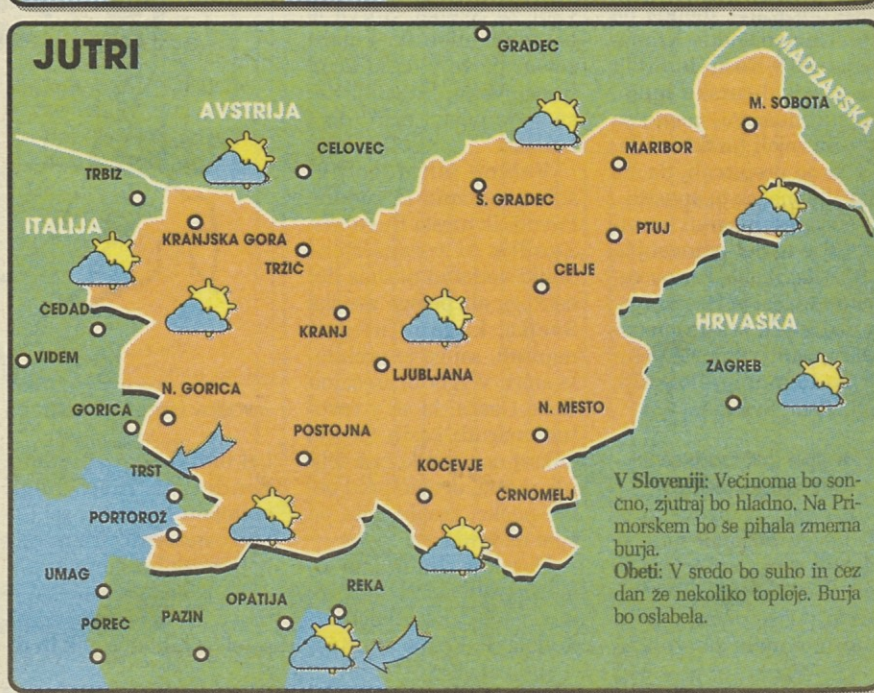 JUTRI
GRADEC
MADŽARSKA
M. SOBOTA
AVSTRIJA
CELOVEC
MARIBOR
TRBIŽ
S. GRADEC
ITALIJA
KRANJSKA GORA
PTUJ
TRŽIČ
CELJE
ČEDAD
HRVAŠKA
KRANJ
VIDEM
LJUBLJANA
ZAGREB
N. GORICA
GORICA
N. MESTO
POSTOJNA
KOČEVJE
TRST
ČRNOMELJ
PORTOROŽ
V Sloveniji: Večinoma bo son-
čno, zjutraj bo hladno. Na Pri-
morskem bo še pihala zmerna
burja.
Obeti: V sredo bo suho in čez
dan že nekoliko topleje. Burja
bo oslabela.
UMAG
REKA
OPATIJA
POREČ
PAZIN